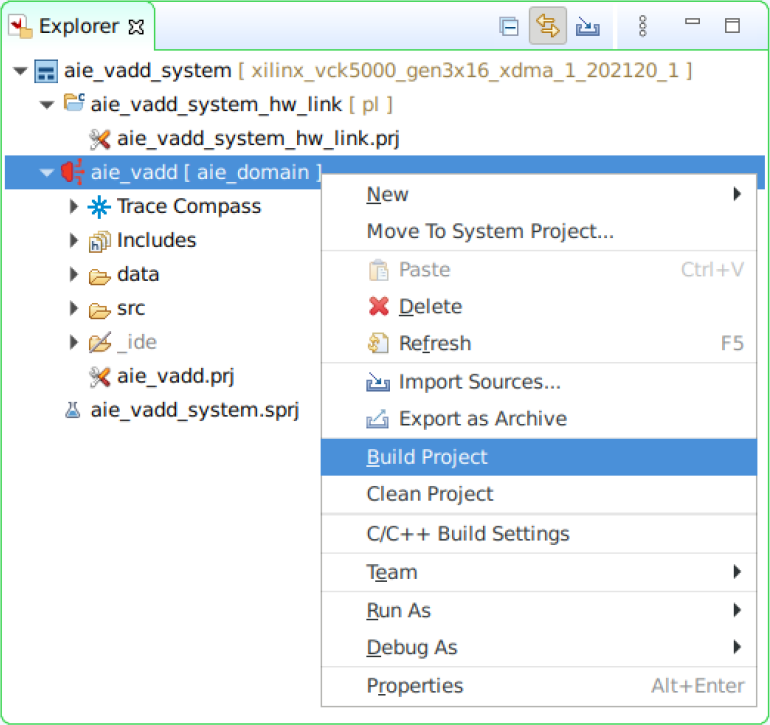 Explorer
aie_vadd_system [ xilinx_vck5000_gen3x16_xdma_1_202120_1 ]
aie_vadd_system_hw_link [ pl ]
aie_vadd_system_hw_link.prj
aie_vadd [ aie_domain ]
Trace Compass
Includes
data
src
_ide
aie_vadd.prj
aie_vadd_system.sprj
New
Move To System Project...
Paste Ctrl+V
Delete
Refresh F5
Import Sources...
Export as Archive
Build Project
Clean Project
C/C++ Build Settings
Team
Run As
Debug As
Properties Alt+Enter